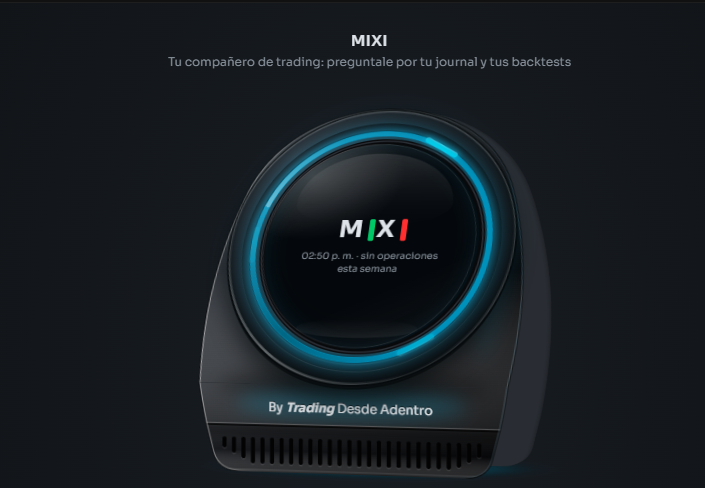 MIXI
Tu compañero de trading: preguntale por tu journal y tus backtests
MIXI
02:50 p. m. · sin operaciones
esta semana
By Trading Desde Adentro